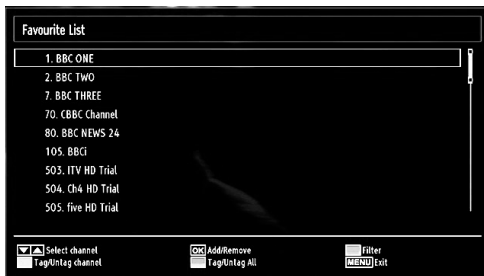 Favourite List
1. BBC ONE
2. BBC TWO
7. BBC THREE
70. CBBC Channel
80. BBC NEWS 24
105. BBCi
503. ITV HD Trial
504. Ch4 HD Trial
505. five HD Trial
Select channel OK Add/Remove Filter
Tag/Untag channel Tag/Untag All MENU Exit